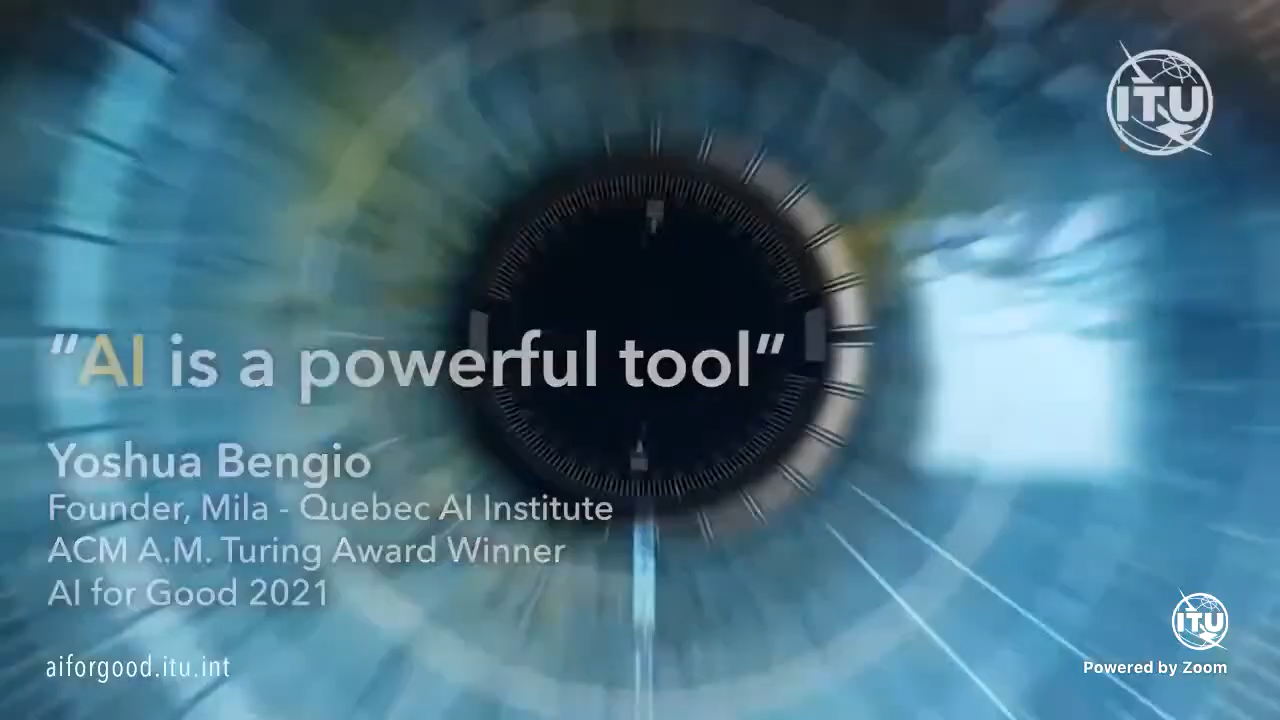 ITU
“AI is a powerful tool”
Yoshua Bengio
Founder, Mila - Quebec AI Institute
ACM A.M. Turing Award Winner
AI for Good 2021
ITU
aiforgood.itu.int
Powered by Zoom